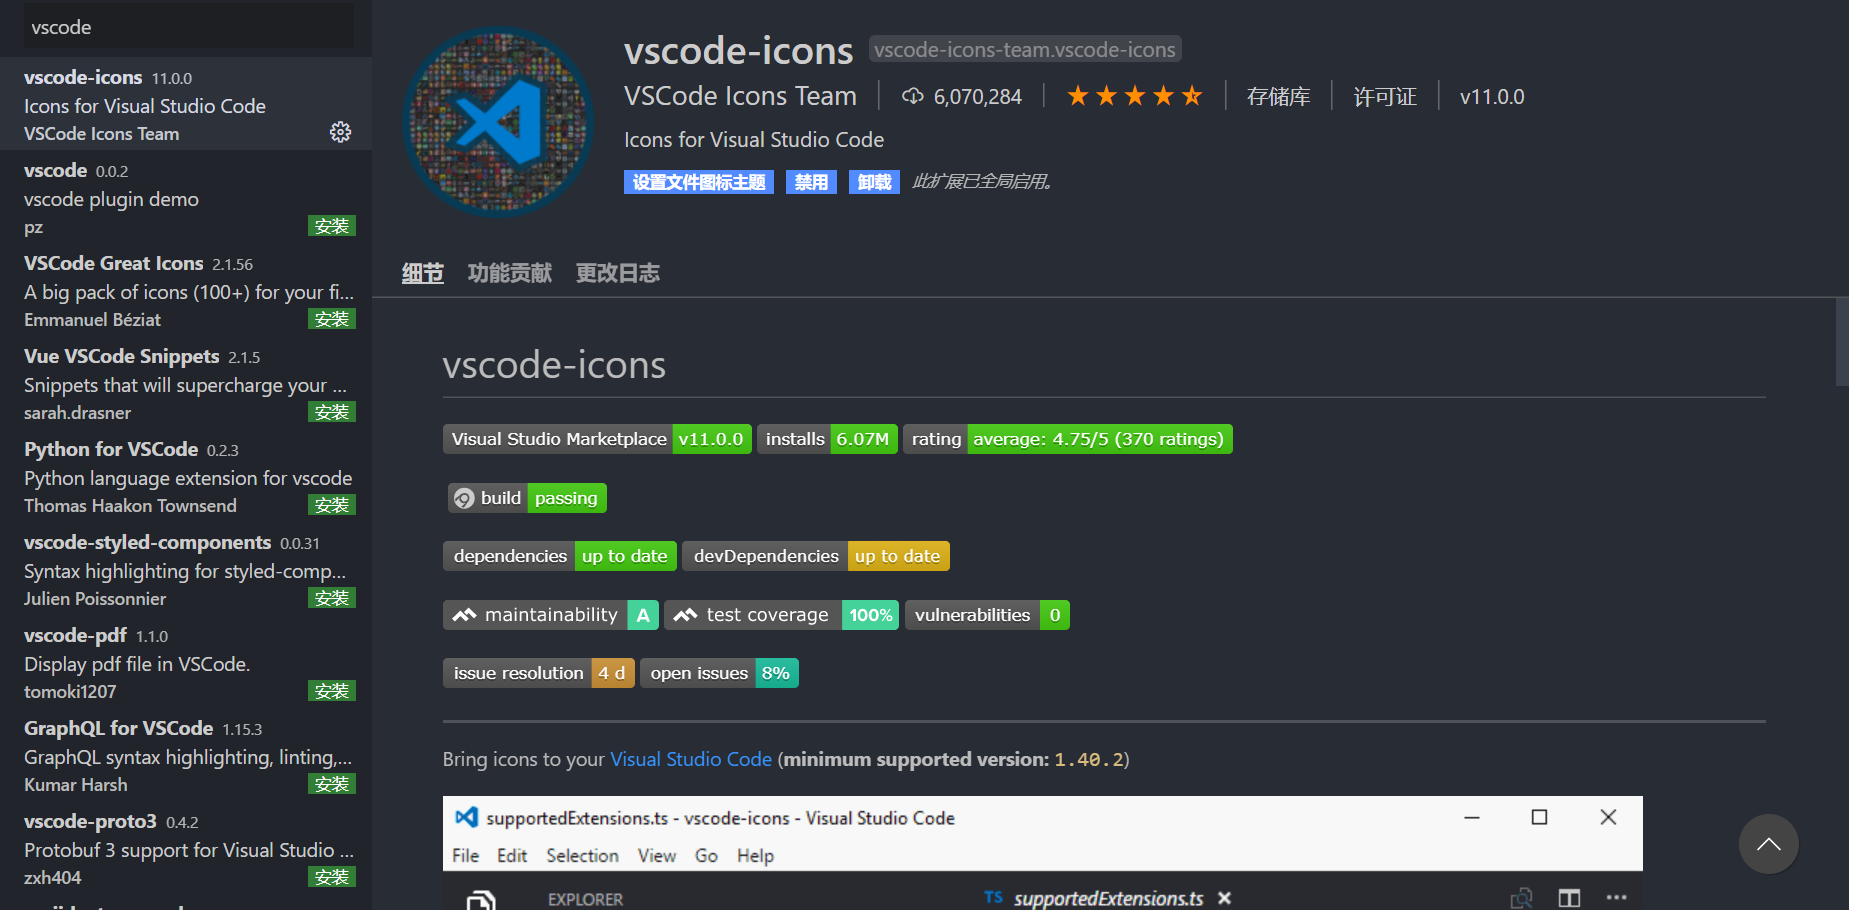 vscode
vscode-icons 11.0.0
Icons for Visual Studio Code
VSCode Icons Team
vscode 0.0.2
vscode plugin demo
pz 安装
VSCode Great Icons 2.1.56
A big pack of icons (100+) for your fi...
Emmanuel Béziat 安装
Vue VSCode Snippets 2.1.5
Snippets that will supercharge your ...
sarah.drasner 安装
Python for VSCode 0.2.3
Python language extension for vscode
Thomas Haakon Townsend 安装
vscode-styled-components 0.0.31
Syntax highlighting for styled-comp...
Julien Poissonnier 安装
vscode-pdf 1.1.0
Display pdf file in VSCode.
tomoki1207 安装
GraphQL for VSCode 1.15.3
GraphQL syntax highlighting, linting,...
Kumar Harsh 安装
vscode-proto3 0.4.2
Protobuf 3 support for Visual Studio ...
zxh404 安装
vscode-icons vscode-icons-team.vscode-icons
VSCode Icons Team 6,070,284 存储库 许可证 v11.0.0
Icons for Visual Studio Code
设置文件图标主题 禁用 卸载 此扩展已全局启用。
细节 功能贡献 更改日志
vscode-icons
Visual Studio Marketplace v11.0.0 installs 6.07M rating average: 4.75/5 (370 ratings)
build passing
dependencies up to date devDependencies up to date
maintainability A test coverage 100% vulnerabilities 0
issue resolution 4 d open issues 8%
Bring icons to your Visual Studio Code (minimum supported version: 1.40.2)
supportedExtensions.ts - vscode-icons - Visual Studio Code
File Edit Selection View Go Help
EXPLORER TS supportedExtensions.ts